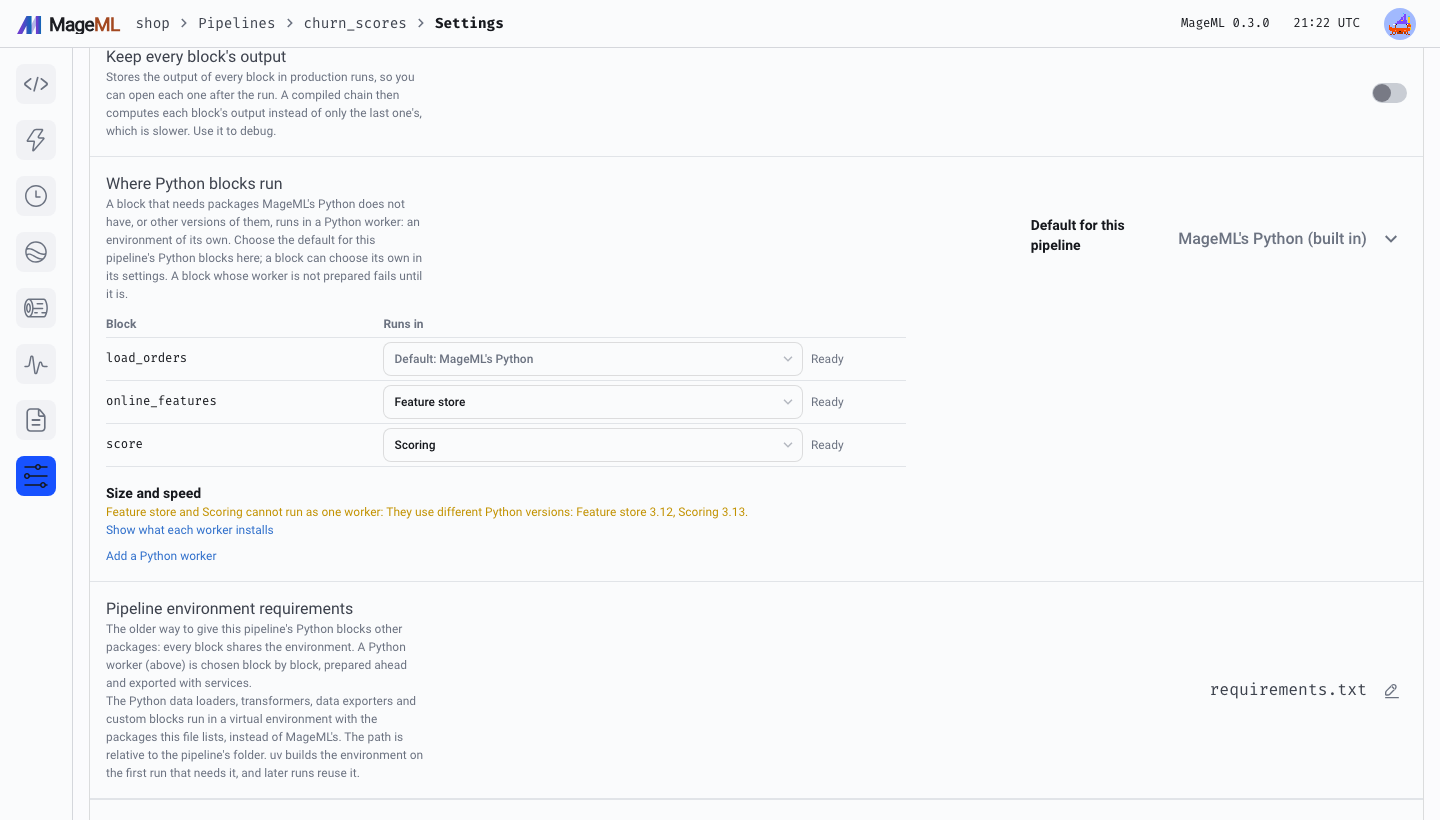 MageML shop > Pipelines > churn_scores > Settings MageML 0.3.0 21:22 UTC
Keep every block's output
Stores the output of every block in production runs, so you
can open each one after the run. A compiled chain then
computes each block's output instead of only the last one's,
which is slower. Use it to debug.
Where Python blocks run
A block that needs packages MageML's Python does not
have, or other versions of them, runs in a Python worker: an
environment of its own. Choose the default for this
pipeline's Python blocks here; a block can choose its own in
its settings. A block whose worker is not prepared fails until
it is.
Default for this
pipeline
MageML's Python (built in)
Block Runs in
load_orders Default: MageML's Python Ready
online_features Feature store Ready
score Scoring Ready
Size and speed
Feature store and Scoring cannot run as one worker: They use different Python versions: Feature store 3.12, Scoring 3.13.
Show what each worker installs
Add a Python worker
Pipeline environment requirements
The older way to give this pipeline's Python blocks other
packages: every block shares the environment. A Python
worker (above) is chosen block by block, prepared ahead
and exported with services.
The Python data loaders, transformers, data exporters and
custom blocks run in a virtual environment with the
packages this file lists, instead of MageML's. The path is
relative to the pipeline's folder. uv builds the environment on
the first run that needs it, and later runs reuse it.
requirements.txt